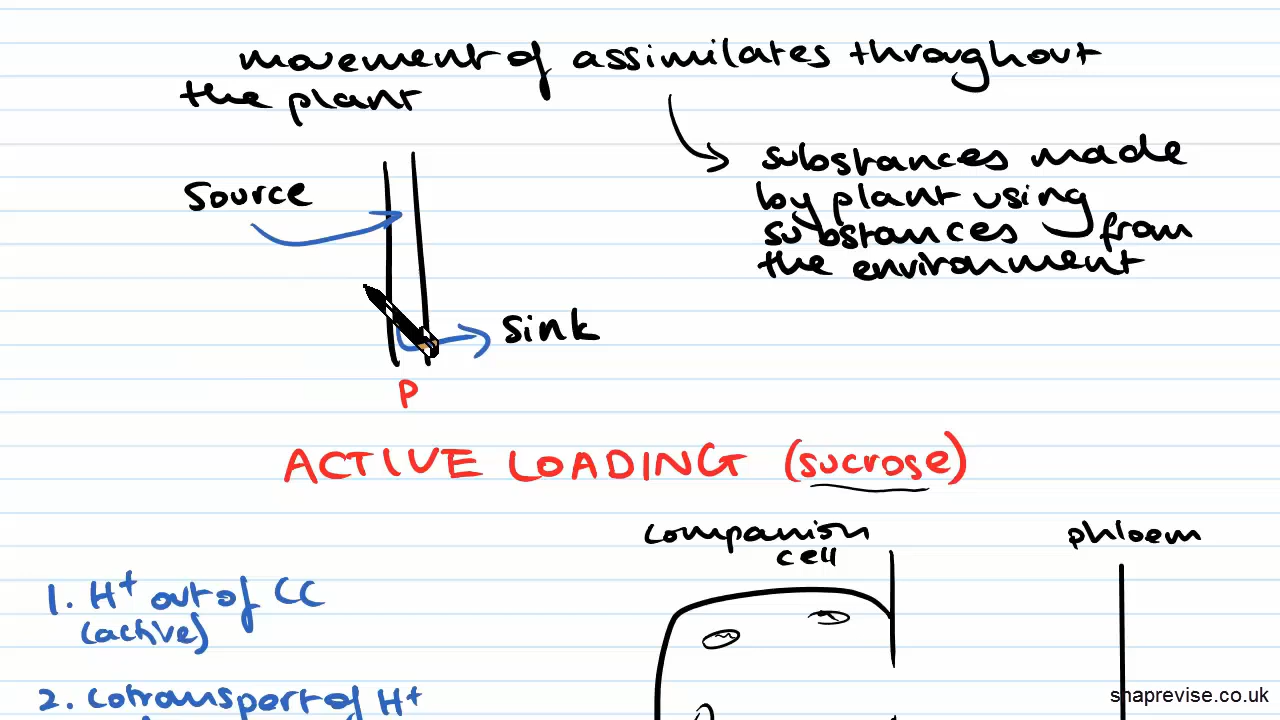 movement of assimilates throughout
the plant
substances made
by plant using
substances from
the environment
Source
Sink
P
ACTIVE LOADING (sucrose)
companion
cell
phloem
1. H+ out of CC
(active)
2. Cotransport of H+
snaprevise.co.uk